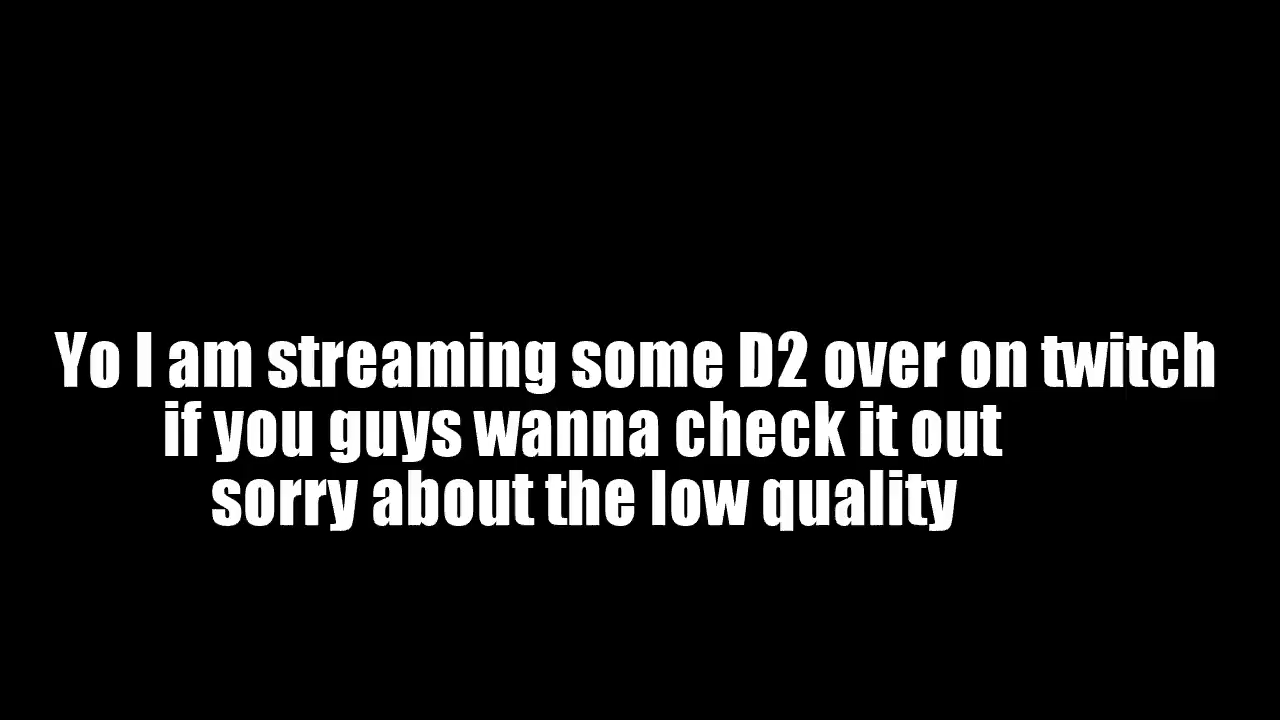 Yo I am streaming some D2 over on twitch
if you guys wanna check it out
sorry about the low quality